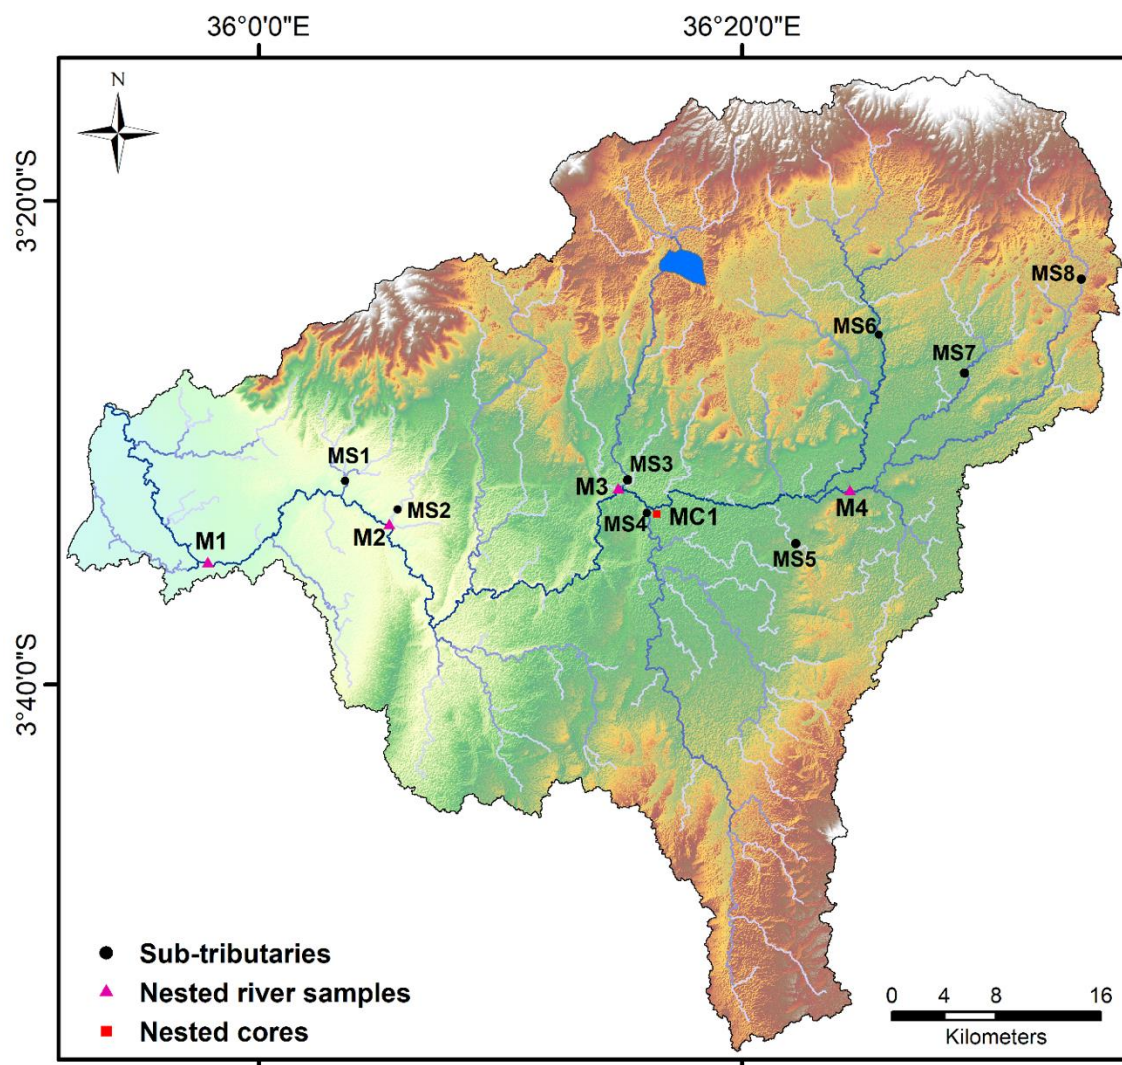 36°0'0"E 36°20'0"E
N
3°20'0"S
MS8
MS6
MS7
MS1
MS3
M3
M4
MS2
MS4 MC1
M2
MS5
M1
3°40'0"S
Sub-tributaries
Nested river samples
Nested cores
0 4 8 16
Kilometers